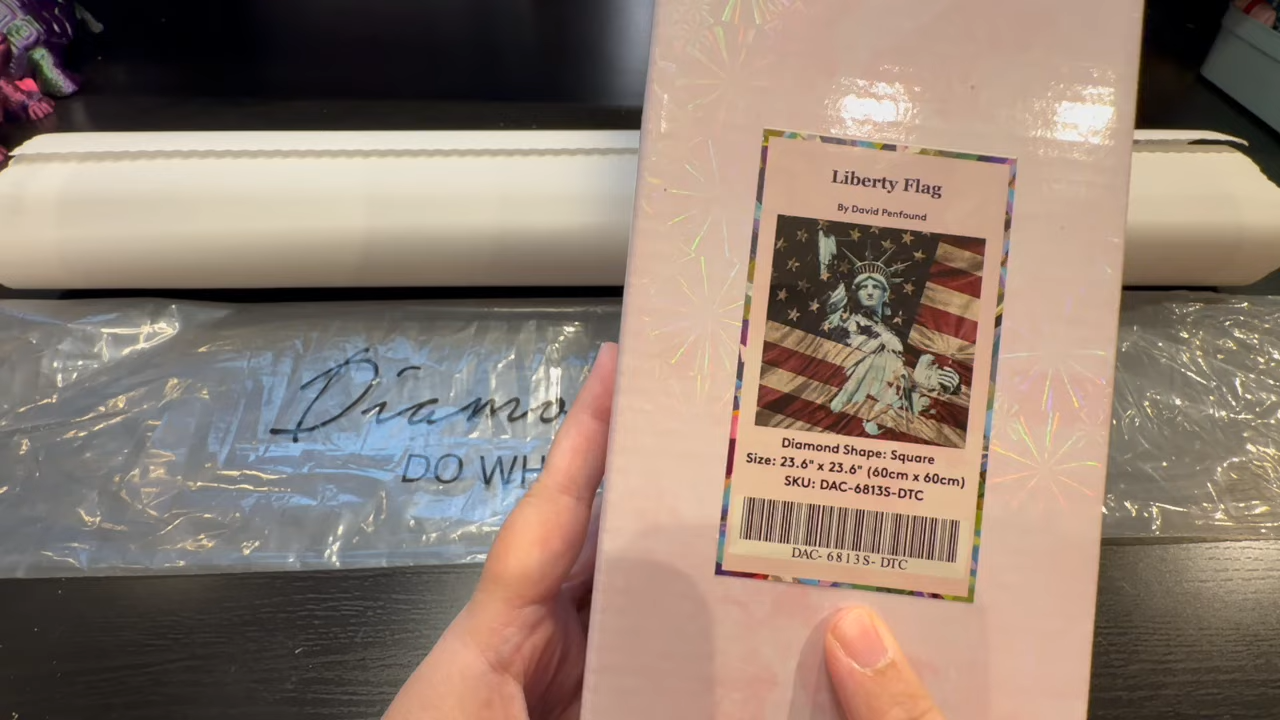 Liberty Flag
By David Penfound
Diamond Shape: Square
Size: 23.6" x 23.6" (60cm x 60cm)
SKU: DAC-6813S-DTC
DAC- 6813S- DTC
Diamo
DO WH